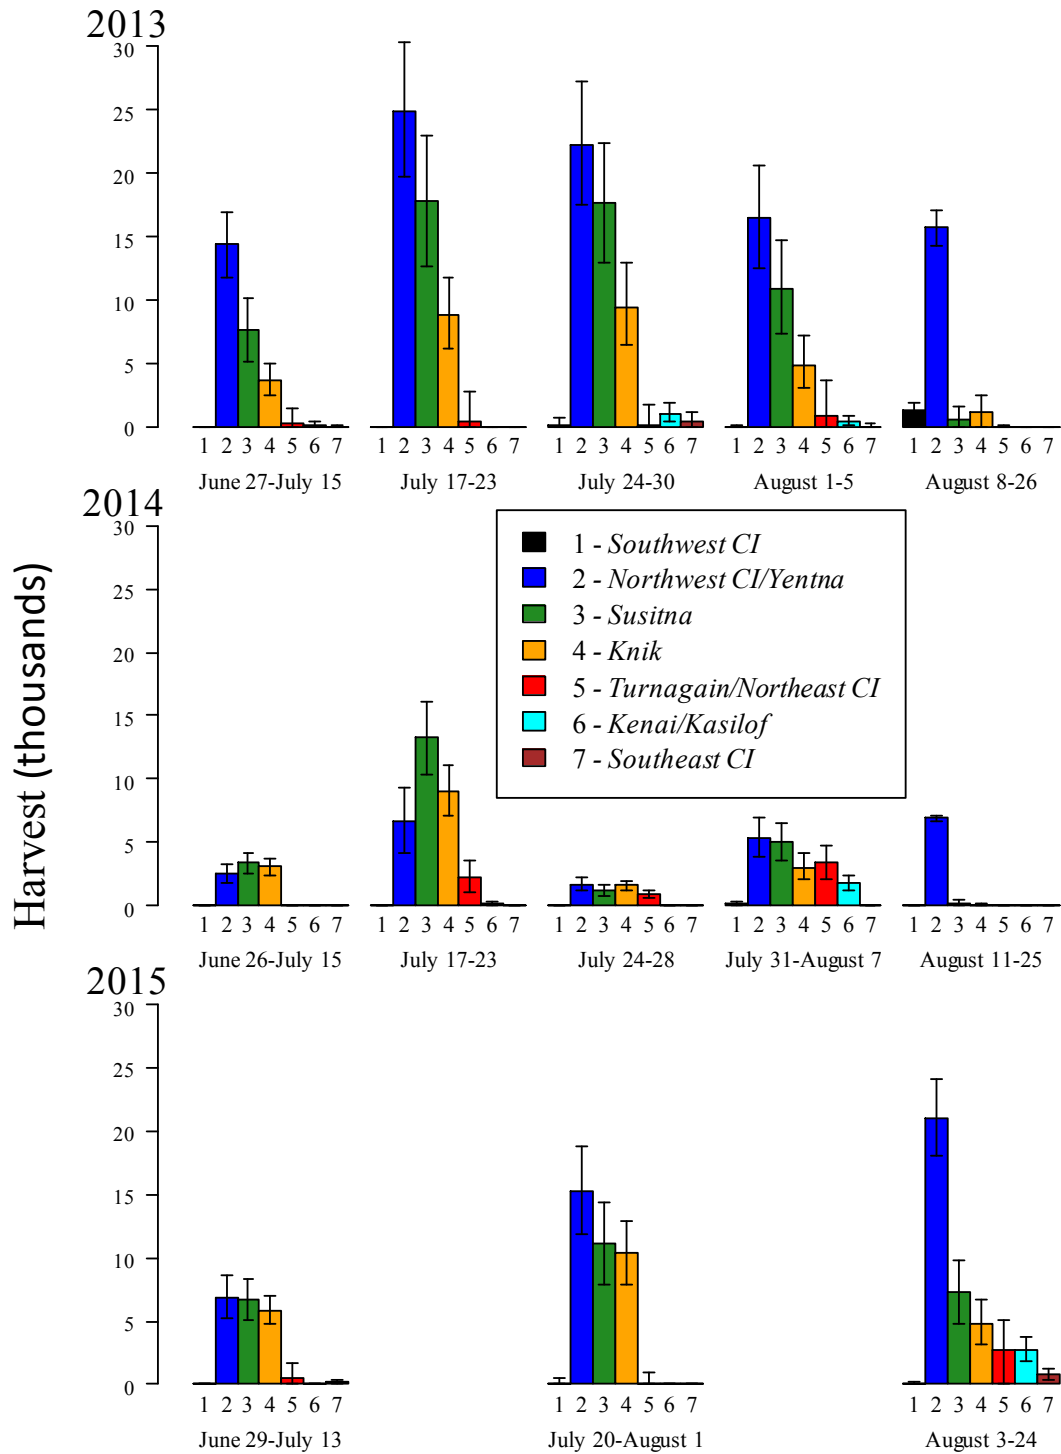 2013
30
25
20
15
10
5
0
1 2 3 4 5 6 7 1 2 3 4 5 6 7 1 2 3 4 5 6 7 1 2 3 4 5 6 7 1 2 3 4 5 6 7
June 27-July 15 July 17-23 July 24-30 August 1-5 August 8-26
2014
30
25
20
15
10
5
0
1 - Southwest CI
2 - Northwest CI/Yentna
3 - Susitna
4 - Knik
5 - Turnagain/Northeast CI
6 - Kenai/Kasilof
7 - Southeast CI
Harvest (thousands)
1 2 3 4 5 6 7 1 2 3 4 5 6 7 1 2 3 4 5 6 7 1 2 3 4 5 6 7 1 2 3 4 5 6 7
June 26-July 15 July 17-23 July 24-28 July 31-August 7 August 11-25
2015
30
25
20
15
10
5
0
1 2 3 4 5 6 7 1 2 3 4 5 6 7 1 2 3 4 5 6 7
June 29-July 13 July 20-August 1 August 3-24